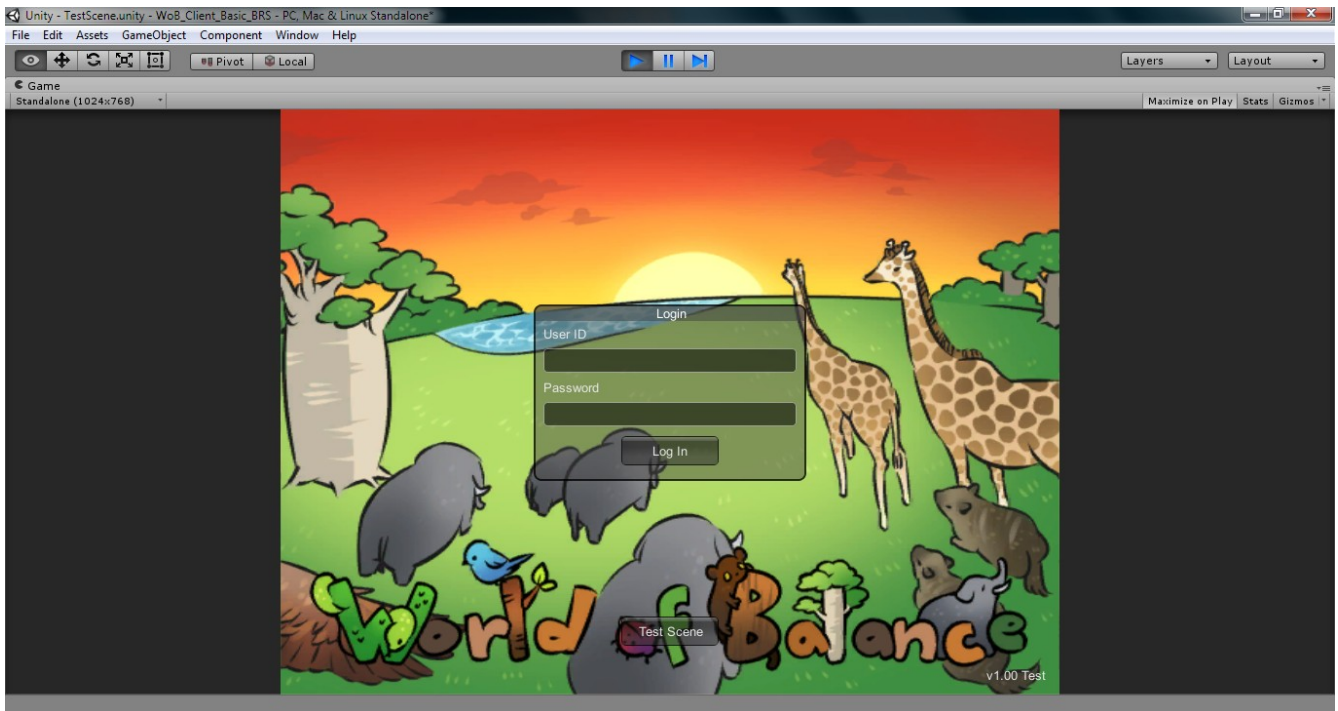 Unity - TestScene.unity - WoB_Client_Basic_BRS - PC, Mac & Linux Standalone*
File Edit Assets GameObject Component Window Help
Pivot Local Layers Layout
Game
Standalone (1024x768) Maximize on Play Stats Gizmos
Login
User ID
Password
Log In
World of Balance
Test Scene
v1.00 Test